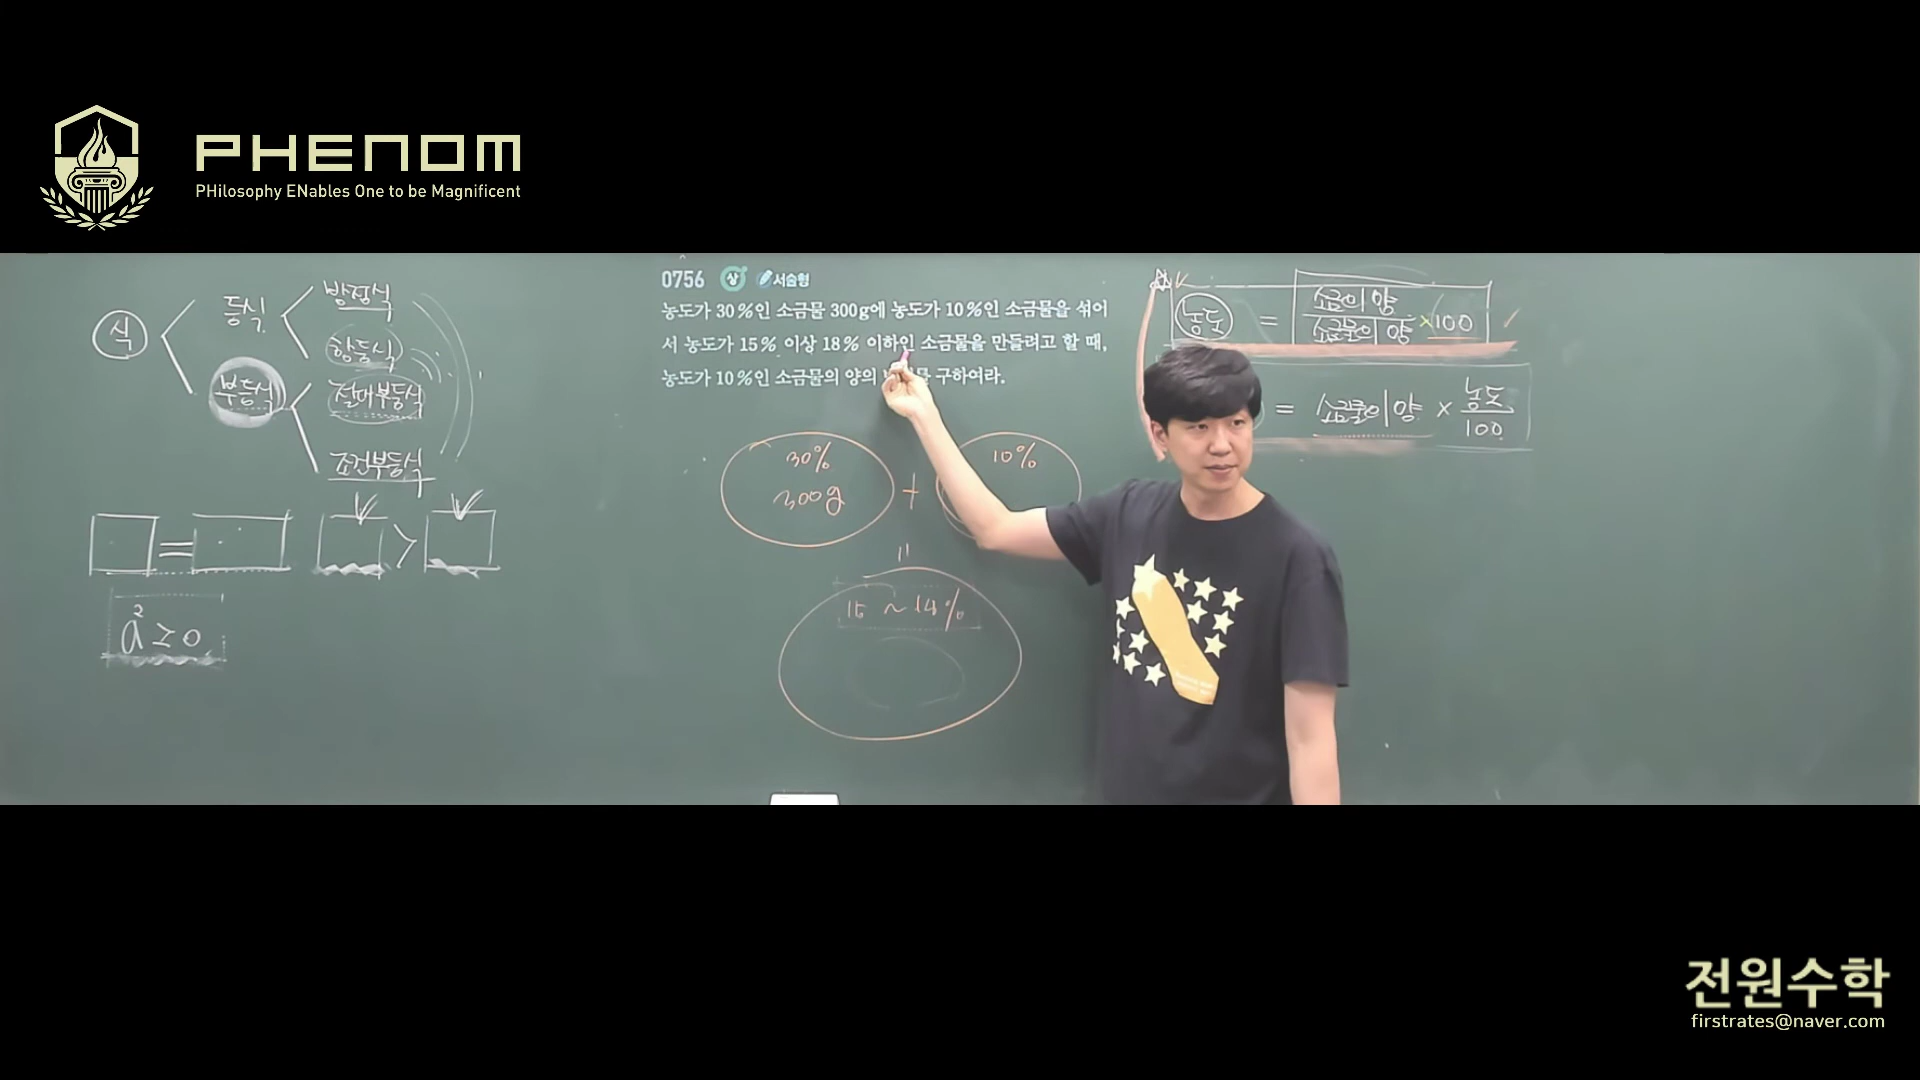 PHENOM
PHilosophy ENables One to be Magnificent
식
등식
방정식
항등식
부등식
절대부등식
조건부등식
=
>
a² ≥ 0
0756 상 서술형
농도가 30%인 소금물 300g에 농도가 10%인 소금물을 섞어
서 농도가 15% 이상 18% 이하인 소금물을 만들려고 할 때,
농도가 10%인 소금물의 양의 구하여라.
30%
300g
+
10%
=
15 ~ 18%
농도 = 소금의 양 / 소금물의 양 × 100
= 소금물의 양 × 농도 / 100
전원수학
firstrates@naver.com